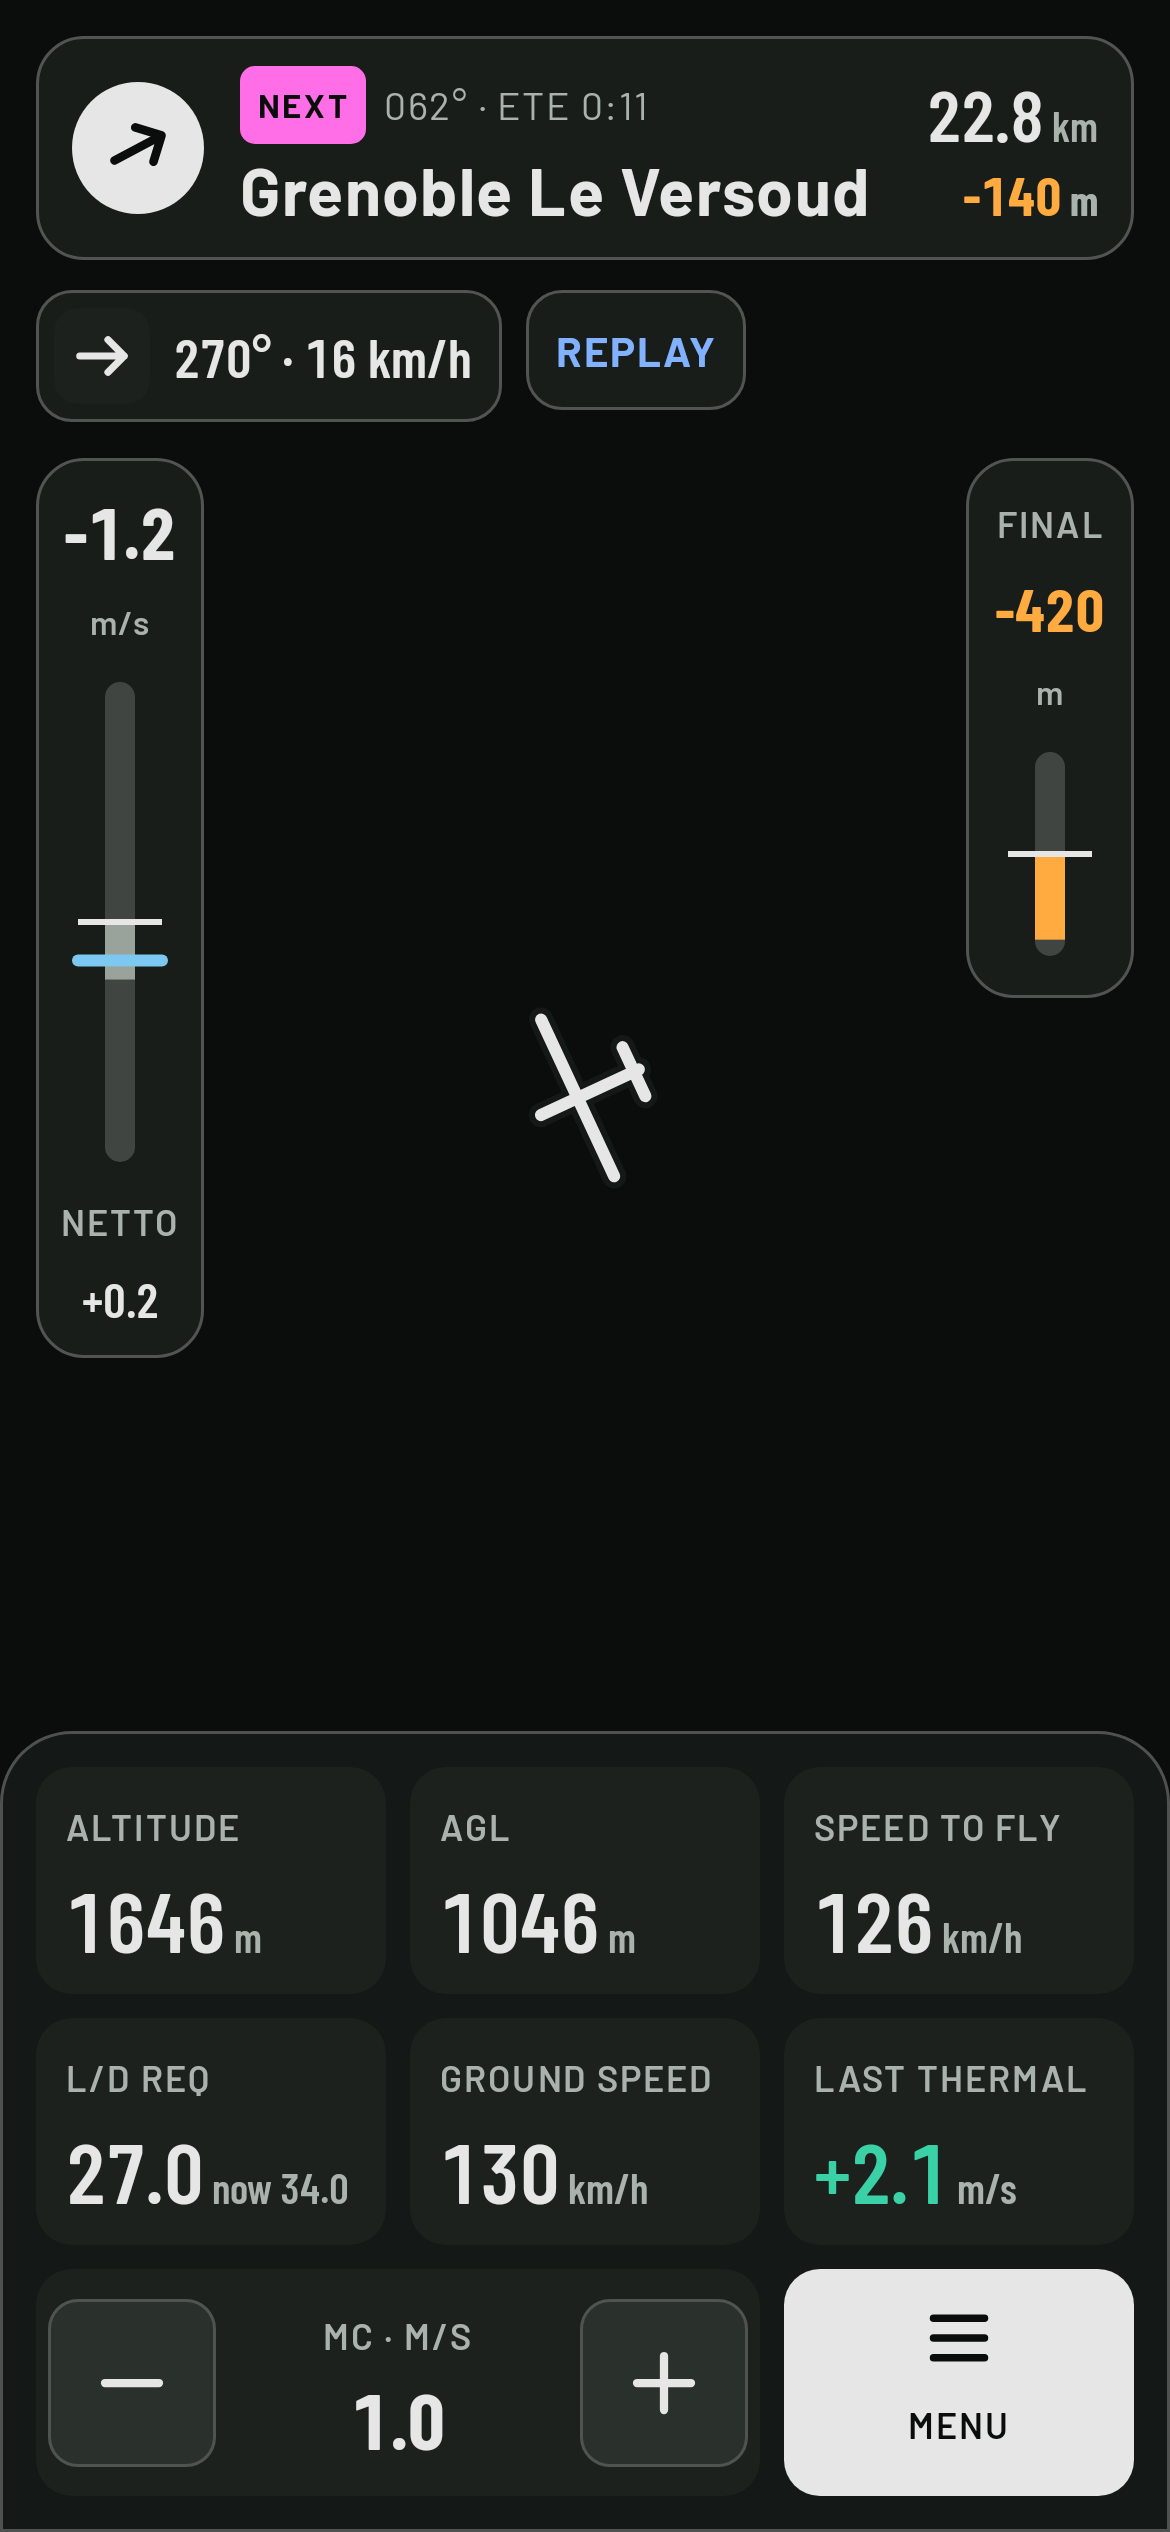 NEXT 062° · ETE 0:11
22.8 km
Grenoble Le Versoud
-140 m
270° · 16 km/h
REPLAY
-1.2
m/s
NETTO
+0.2
FINAL
-420
m
ALTITUDE
1646 m
AGL
1046 m
SPEED TO FLY
126 km/h
L/D REQ
27.0 now 34.0
GROUND SPEED
130 km/h
LAST THERMAL
+2.1 m/s
MC · M/S
1.0
MENU